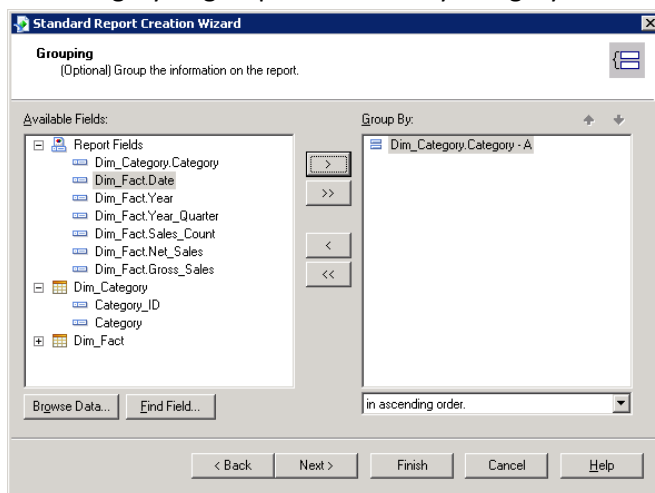 Standard Report Creation Wizard
Grouping
(Optional) Group the information on the report.
Available Fields:
Group By:
Report Fields
Dim_Category.Category
Dim_Fact.Date
Dim_Fact.Year
Dim_Fact.Year_Quarter
Dim_Fact.Sales_Count
Dim_Fact.Net_Sales
Dim_Fact.Gross_Sales
Dim_Category
Category_ID
Category
Dim_Fact
>
>>
<
<<
Dim_Category.Category - A
Browse Data...
Find Field...
in ascending order.
< Back
Next >
Finish
Cancel
Help